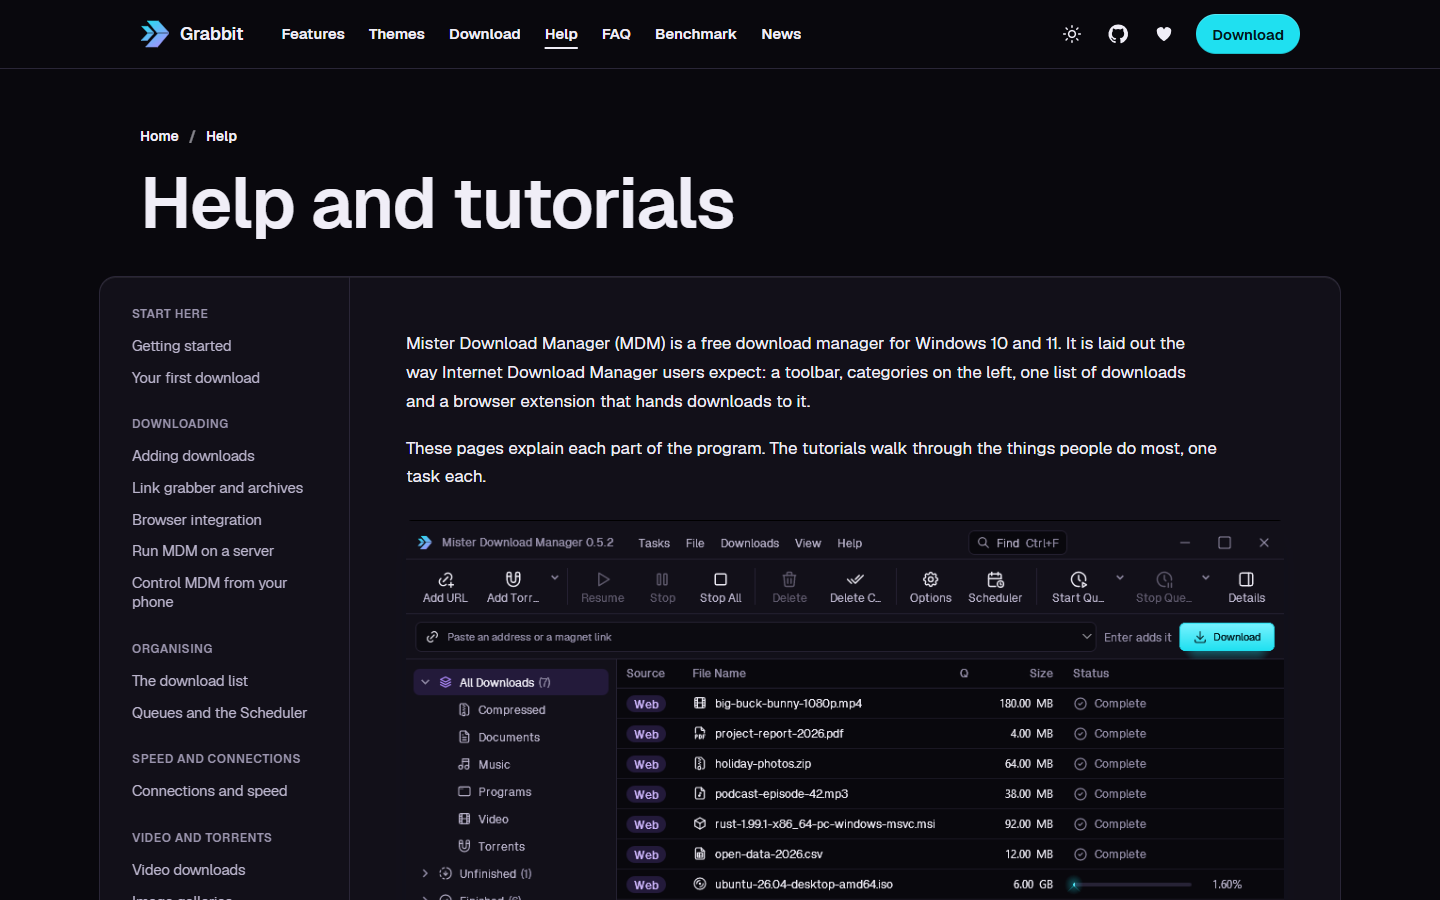 Grabbit
Features
Themes
Download
Help
FAQ
Benchmark
News
Download
Home / Help
Help and tutorials
START HERE
Getting started
Your first download
DOWNLOADING
Adding downloads
Link grabber and archives
Browser integration
Run MDM on a server
Control MDM from your
phone
ORGANISING
The download list
Queues and the Scheduler
SPEED AND CONNECTIONS
Connections and speed
VIDEO AND TORRENTS
Video downloads
Image galleries
Mister Download Manager (MDM) is a free download manager for Windows 10 and 11. It is laid out the
way Internet Download Manager users expect: a toolbar, categories on the left, one list of downloads
and a browser extension that hands downloads to it.
These pages explain each part of the program. The tutorials walk through the things people do most, one
task each.
Mister Download Manager 0.5.2
Tasks
File
Downloads
View
Help
Find Ctrl+F
Add URL
Add Torr...
Resume
Stop
Stop All
Delete
Delete C...
Options
Scheduler
Start Qu...
Stop Que...
Details
Paste an address or a magnet link
Enter adds it
Download
All Downloads (7)
Compressed
Documents
Music
Programs
Video
Torrents
Unfinished (1)
Finished (6)
Source File Name Q Size Status
Web big-buck-bunny-1080p.mp4 180.00 MB Complete
Web project-report-2026.pdf 4.00 MB Complete
Web holiday-photos.zip 64.00 MB Complete
Web podcast-episode-42.mp3 38.00 MB Complete
Web rust-1.99.1-x86_64-pc-windows-msvc.msi 92.00 MB Complete
Web open-data-2026.csv 12.00 MB Complete
Web ubuntu-26.04-desktop-amd64.iso 6.00 GB 1.60%